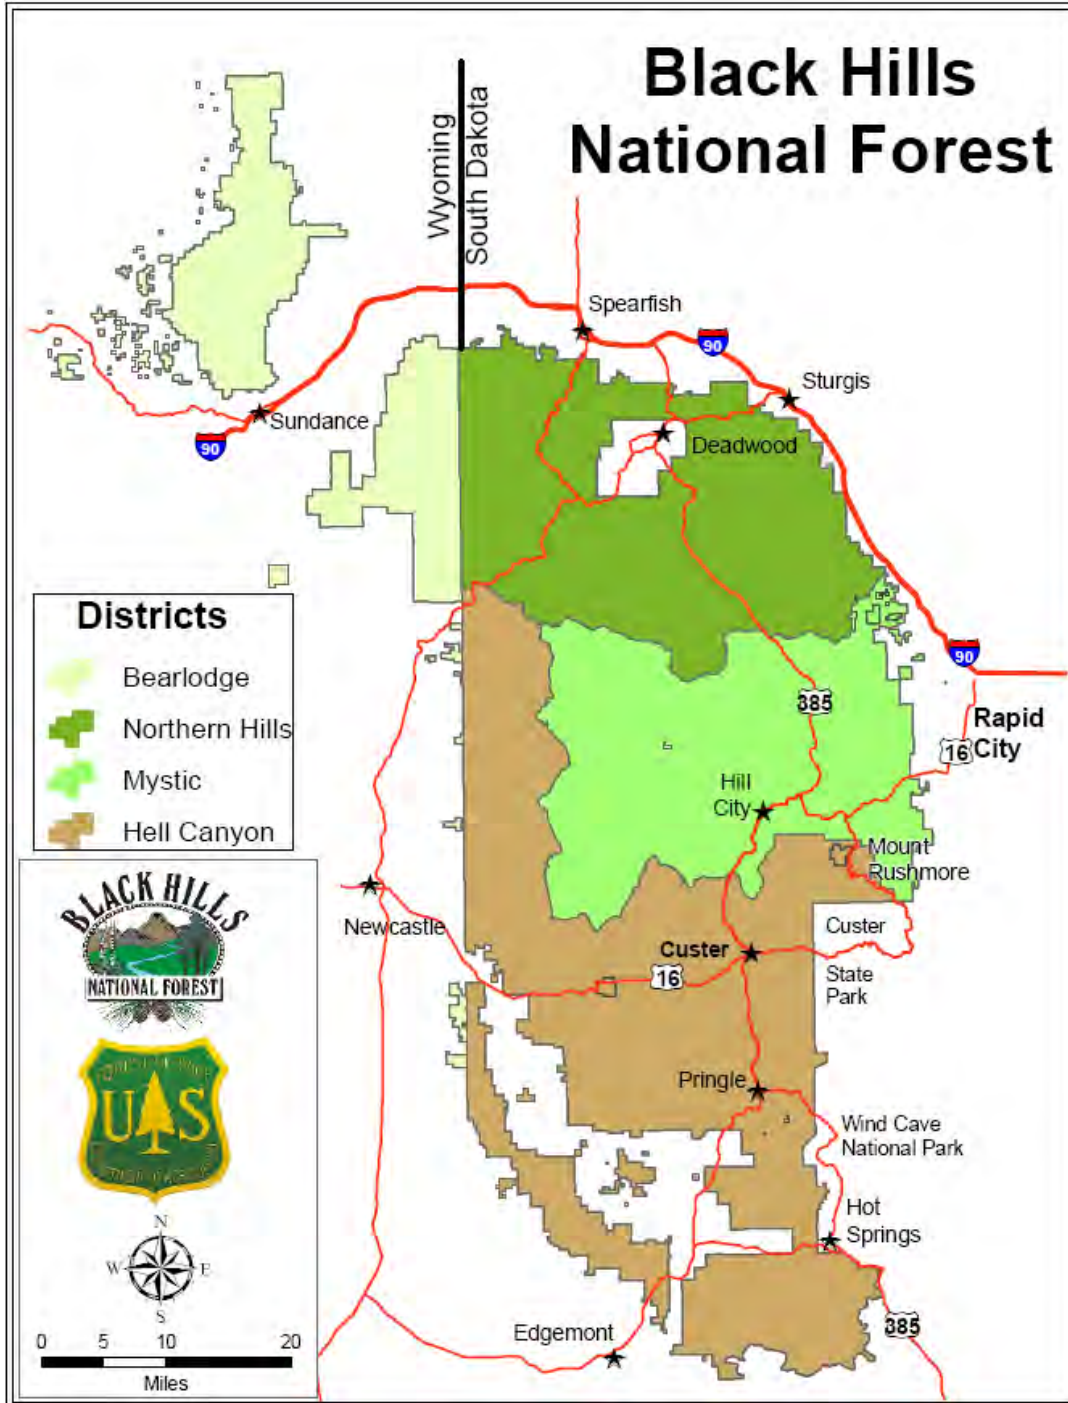 Black Hills
National Forest
Wyoming
South Dakota
Spearfish
90
Sturgis
Sundance
90
Deadwood
Districts
Bearlodge
Northern Hills
Mystic
Hell Canyon
90
385
Rapid
City
16
Hill
City
Mount
Rushmore
Newcastle
Custer
Custer
State
Park
16
BLACK HILLS
NATIONAL FOREST
Pringle
Wind Cave
National Park
UAS
Hot
Springs
N
W E
S
Edgemont
385
0 5 10 20
Miles